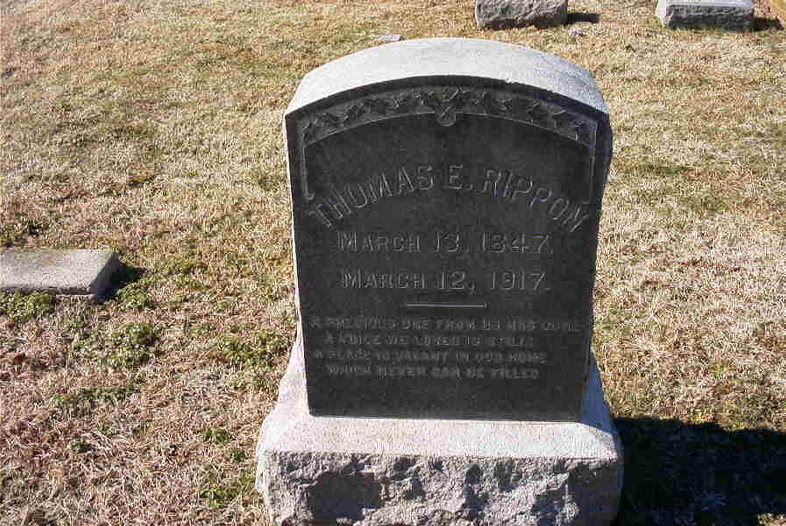 THOMAS E. RIPPON
MARCH 13, 1847.
MARCH 12, 1917.
A PRECIOUS ONE FROM US HAS GONE
A VOICE WE LOVED IS STILL;
A PLACE IS VACANT IN OUR HOME
WHICH NEVER CAN BE FILLED